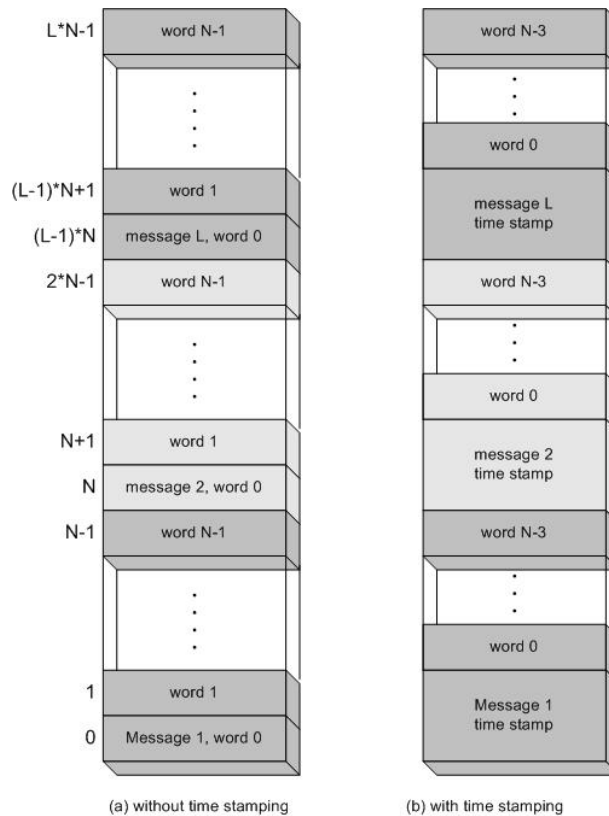 L*N-1
word N-1
(L-1)*N+1
word 1
(L-1)*N
message L, word 0
2*N-1
word N-1
N+1
word 1
N
message 2, word 0
N-1
word N-1
1
word 1
0
Message 1, word 0
(a) without time stamping
word N-3
word 0
message L
time stamp
word N-3
word 0
message 2
time stamp
word N-3
word 0
Message 1
time stamp
(b) with time stamping